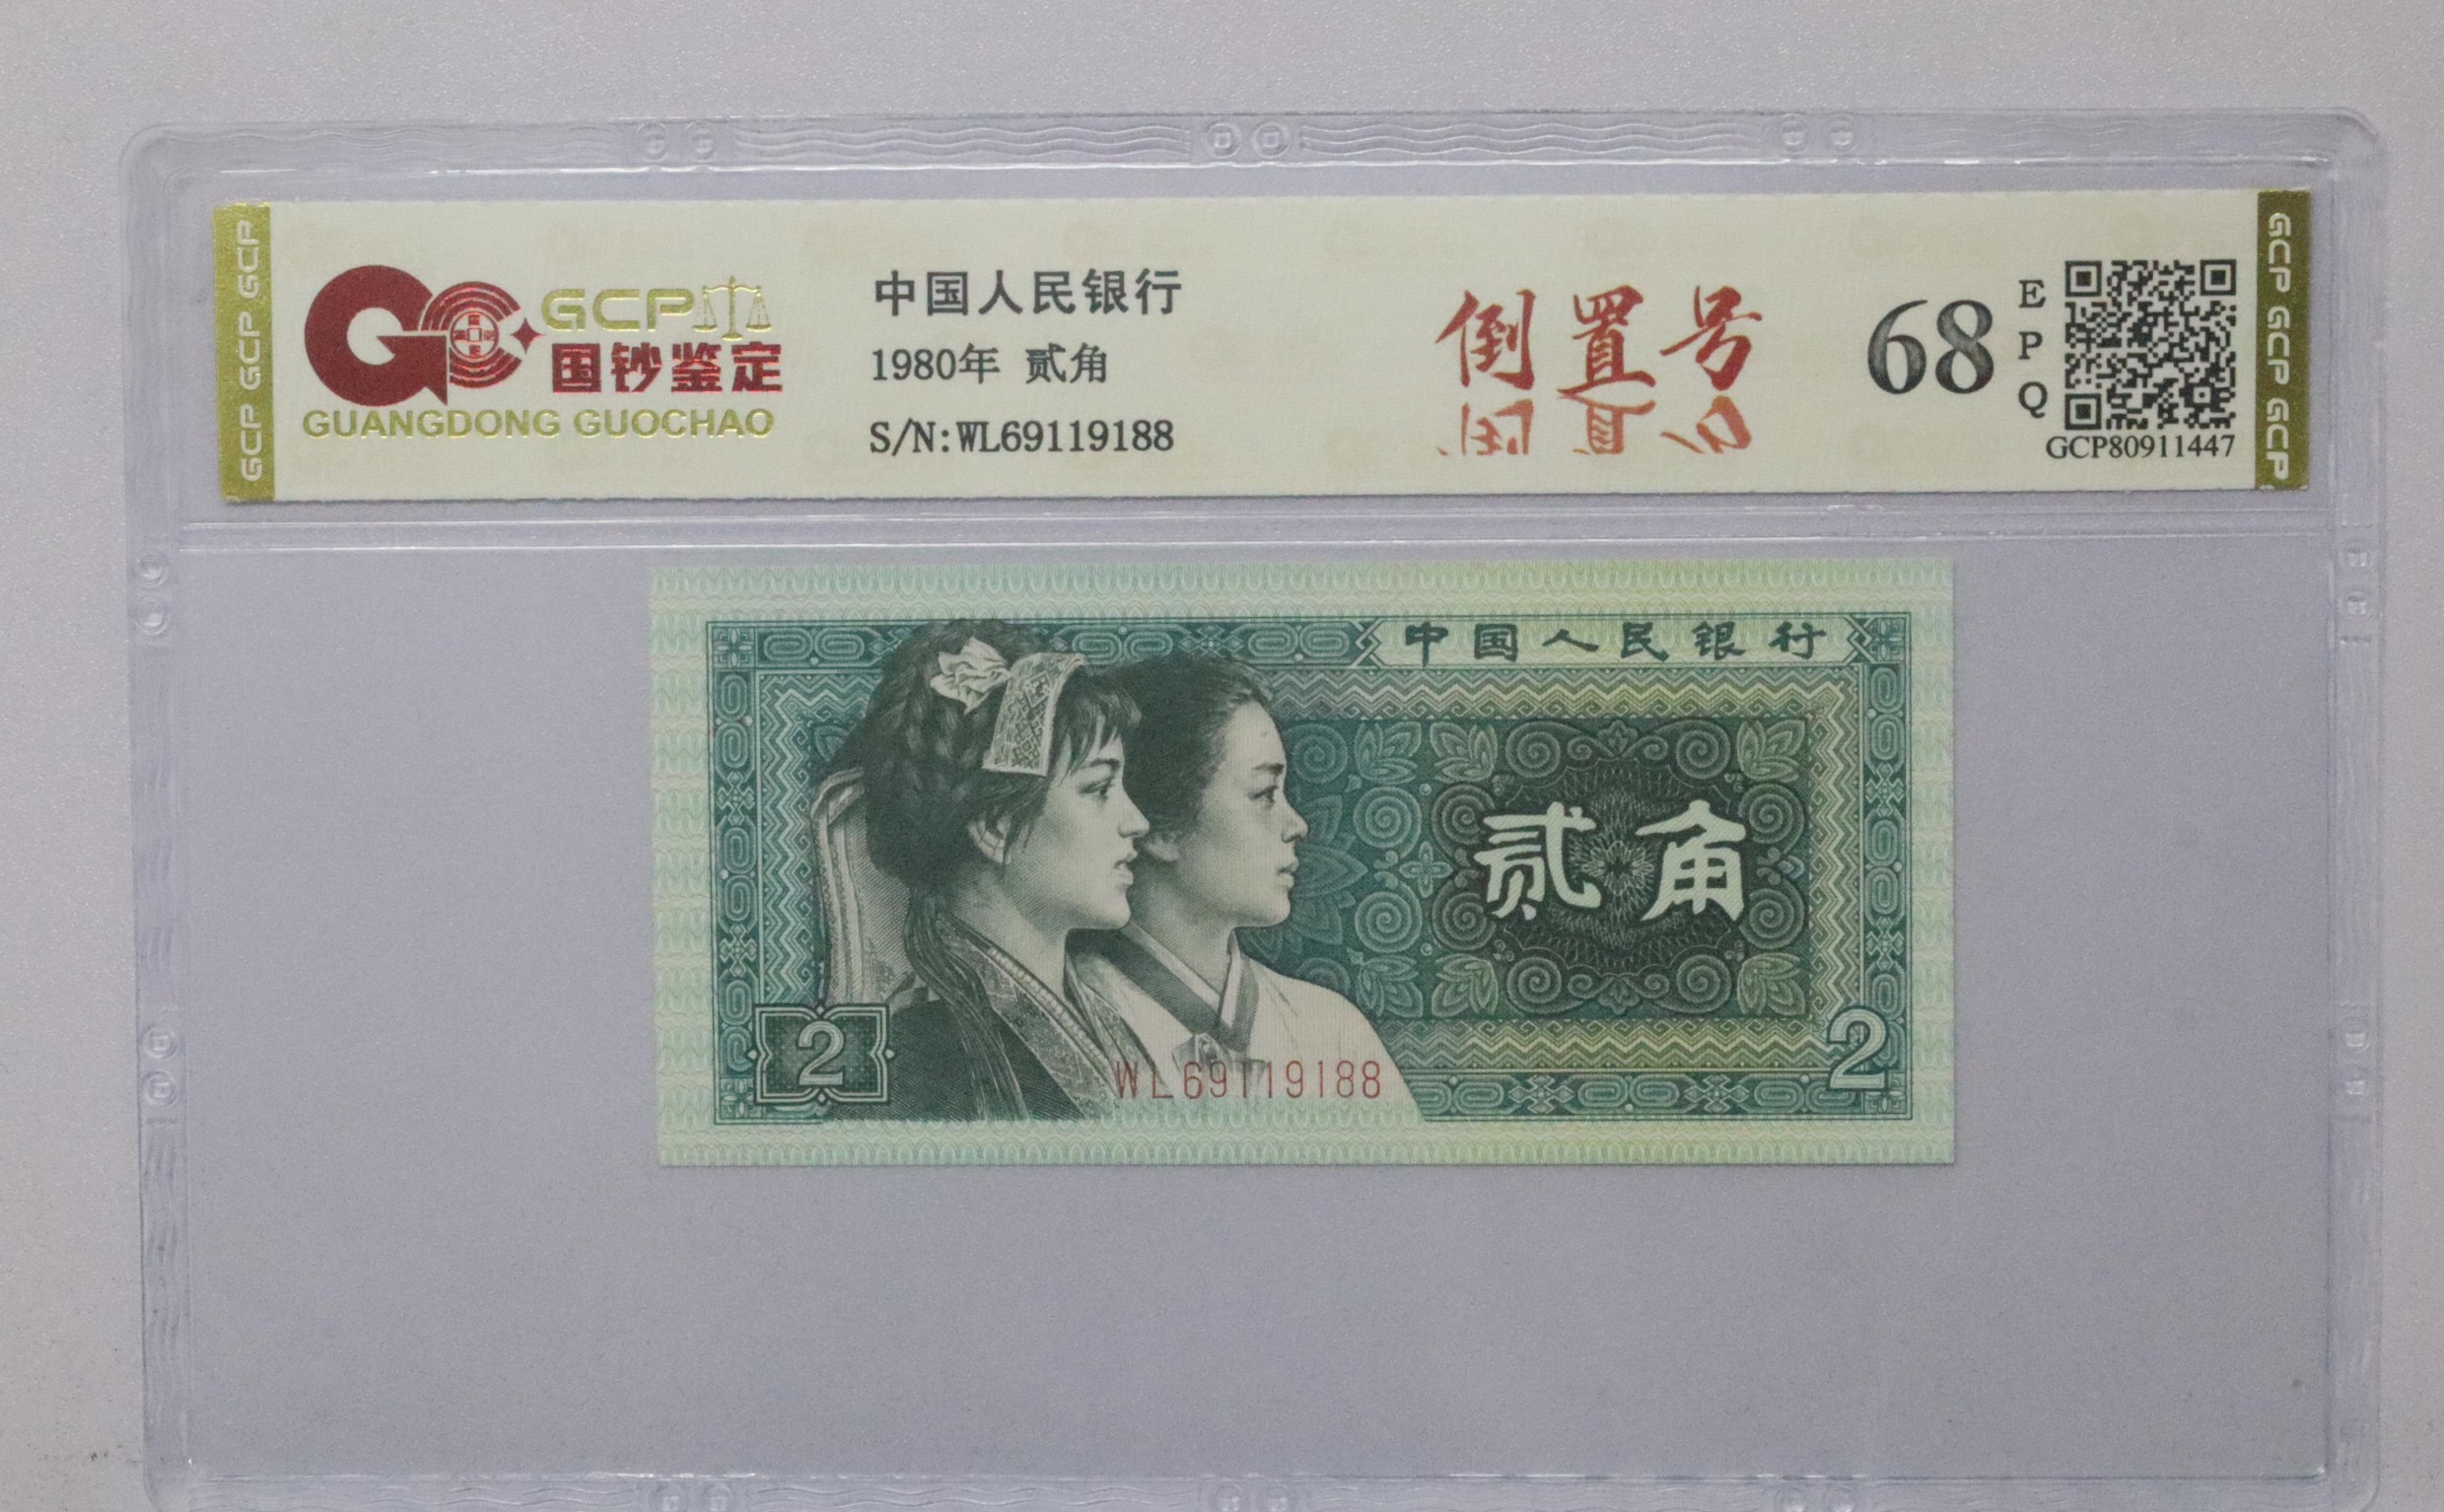 GCP GCP GCP
GCP
国钞鉴定
GUANGDONG GUOCHAO
中国人民银行
1980年 贰角
S/N:WL69119188
倒置号
68
E
P
Q
GCP80911447
GCP GCP GCP
中国人民银行
贰角
2
WL69119188
2